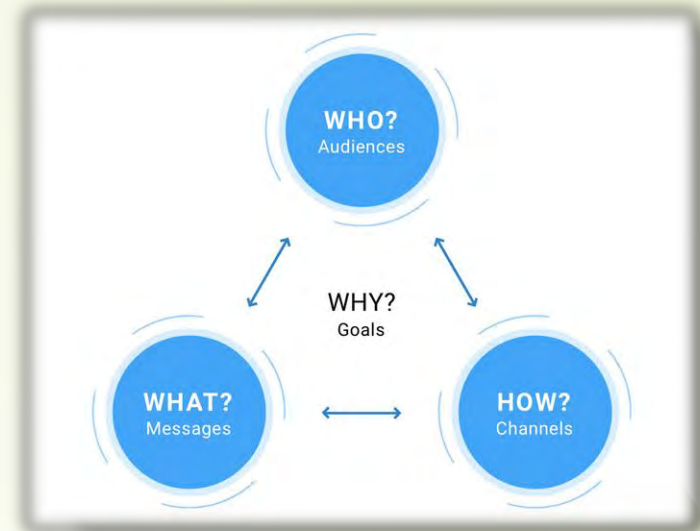 WHO?
Audiences
WHY?
Goals
WHAT?
Messages
HOW?
Channels